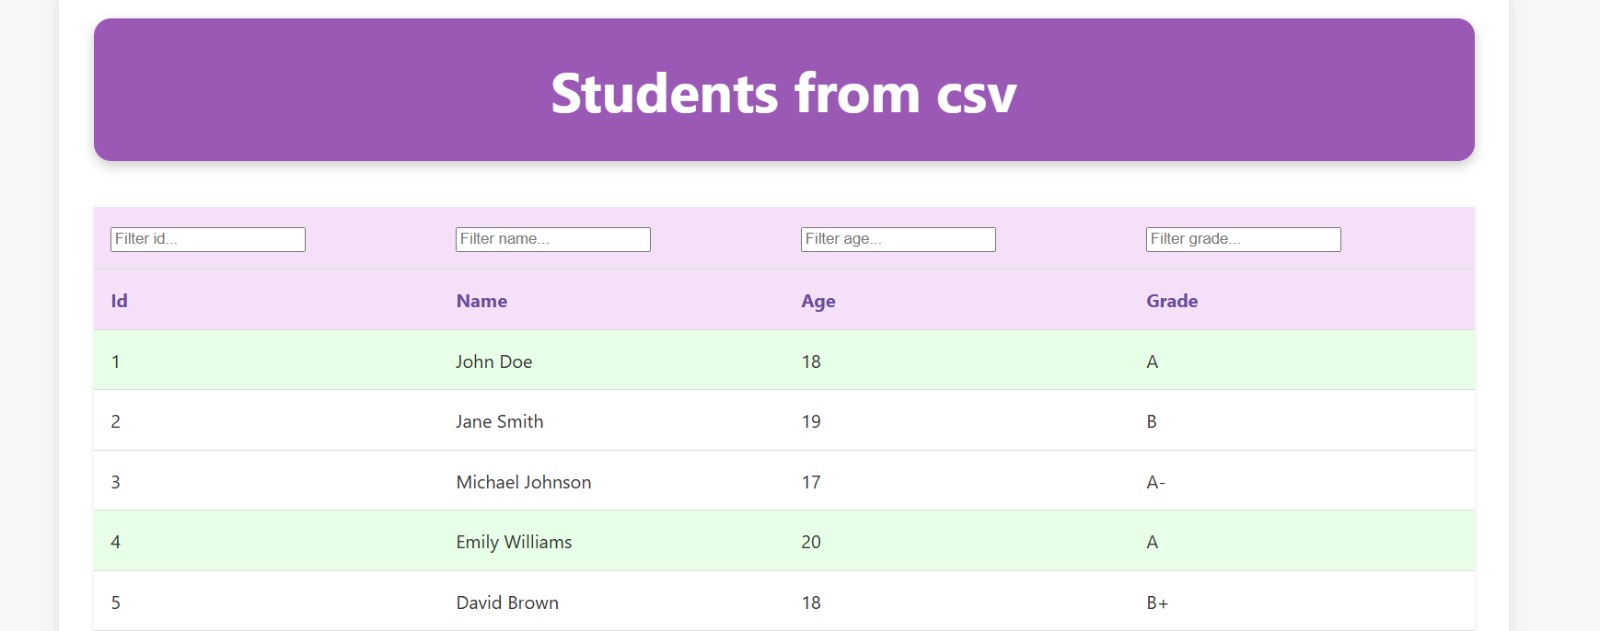 Students from csv
Filter id... Filter name... Filter age... Filter grade...
Id Name Age Grade
1 John Doe 18 A
2 Jane Smith 19 B
3 Michael Johnson 17 A-
4 Emily Williams 20 A
5 David Brown 18 B+